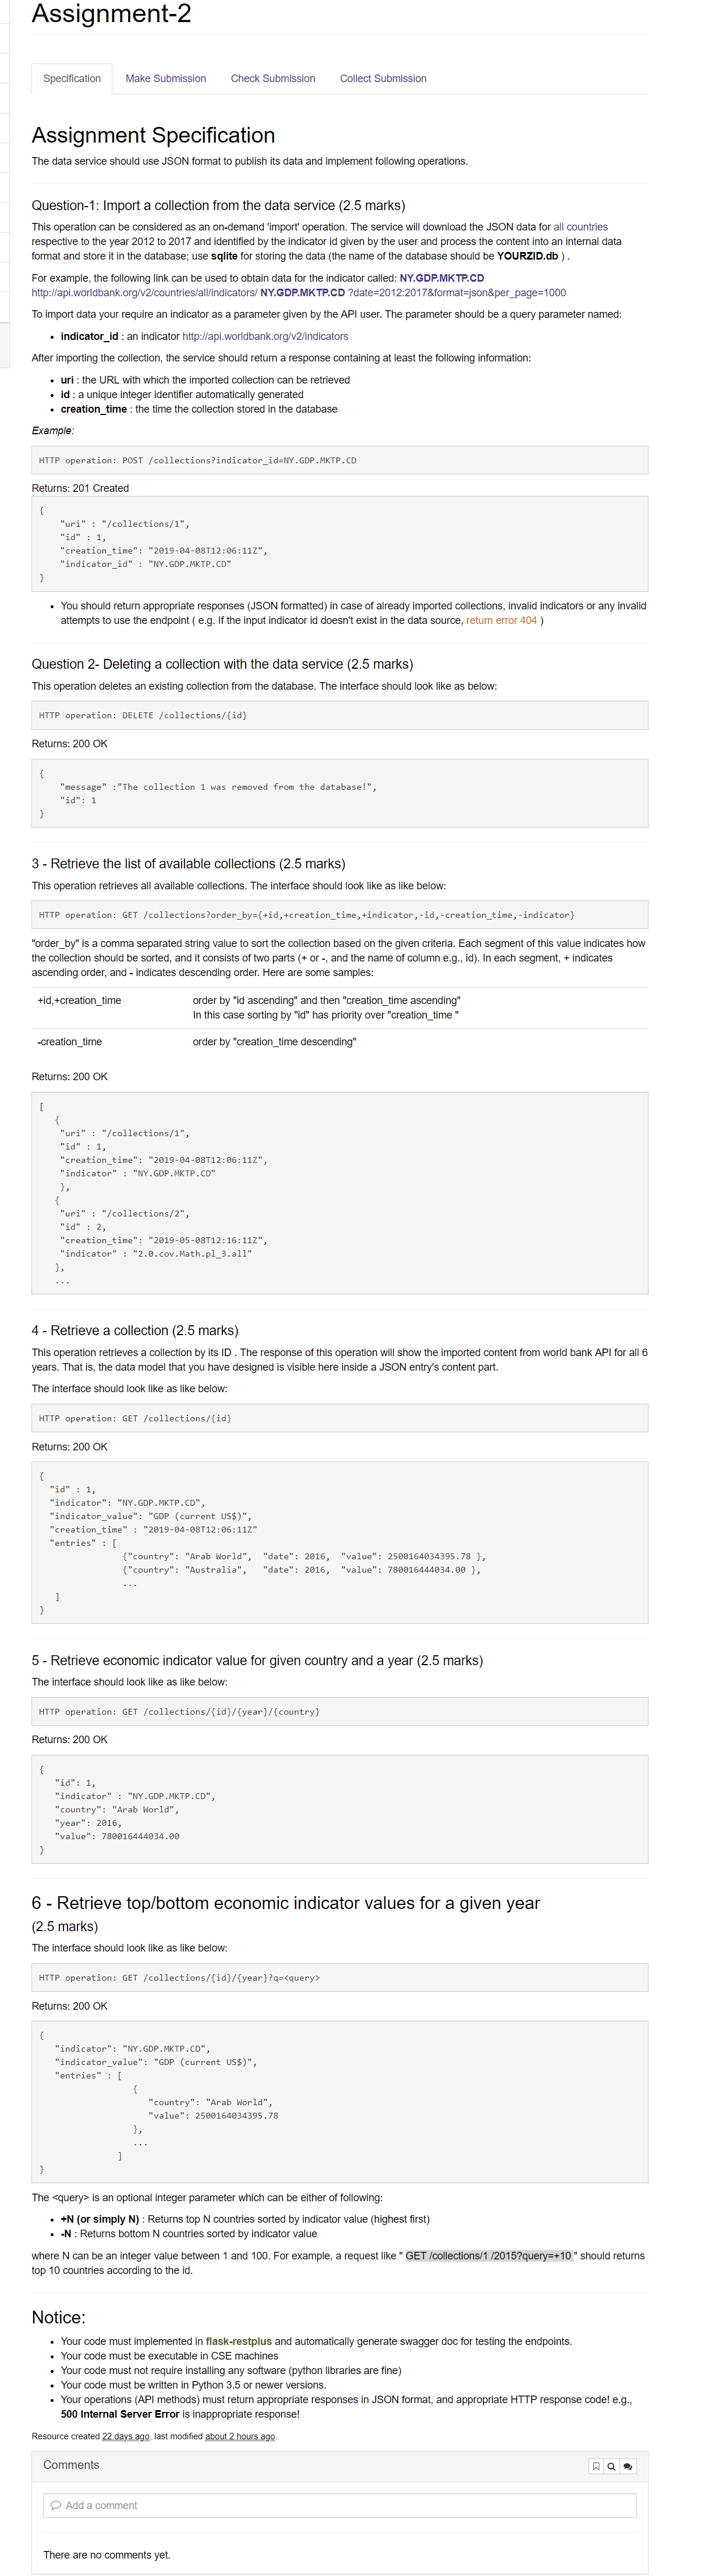 Assignment-2
Specification
Make Submission
Check Submission
Collect Submission
Assignment Specification
The data service should use JSON format to publish its data and implement following operations.
Question-1: Import a collection from the data service (2.5 marks)
This operation can be considered as an on-demand 'import' operation. The service will download the JSON data for all countries
respective to the year 2012 to 2017 and identified by the indicator id given by the user and process the content into an internal data
format and store it in the database; use sqlite for storing the data (the name of the database should be YOURZID.db ) .
For example, the following link can be used to obtain data for the indicator called: NY.GDP.MKTP.CD
http://api.worldbank.org/v2/countries/all/indicators/ NY.GDP.MKTP.CD ?date=2012:2017&format=json&per_page=1000
To import data your require an indicator as a parameter given by the API user. The parameter should be a query parameter named:
• indicator_id : an indicator http://api.worldbank.org/v2/indicators
After importing the collection, the service should return a response containing at least the following information:
• uri : the URL with which the imported collection can be retrieved
• id : a unique integer identifier automatically generated
• creation_time : the time the collection stored in the database
Example:
HTTP operation: POST /collections?indicator_id=NY.GDP.MKTP.CD
Returns: 201 Created
{
"uri" : "/collections/1",
"id" : 1,
"creation_time": "2019-04-08T12:06:11Z",
"indicator_id" : "NY.GDP.MKTP.CD"
}
• You should return appropriate responses (JSON formatted) in case of already imported collections, invalid indicators or any invalid
attempts to use the endpoint ( e.g. If the input indicator id doesn't exist in the data source, return error 404 )
Question 2- Deleting a collection with the data service (2.5 marks)
This operation deletes an existing collection from the database. The interface should look like as below:
HTTP operation: DELETE /collections/{id}
Returns: 200 OK
{
"message" :"The collection 1 was removed from the database!",
"id": 1
}
3 - Retrieve the list of available collections (2.5 marks)
This operation retrieves all available collections. The interface should look like as like below:
HTTP operation: GET /collections?order_by={+id,+creation_time,+indicator,-id,-creation_time,-indicator}
"order_by" is a comma separated string value to sort the collection based on the given criteria. Each segment of this value indicates how
the collection should be sorted, and it consists of two parts (+ or -, and the name of column e.g., id). In each segment, + indicates
ascending order, and - indicates descending order. Here are some samples:
+id,+creation_time order by "id ascending" and then "creation_time ascending"
In this case sorting by "id" has priority over "creation_time "
-creation_time order by "creation_time descending"
Returns: 200 OK
[
{
"uri" : "/collections/1",
"id" : 1,
"creation_time": "2019-04-08T12:06:11Z",
"indicator" : "NY.GDP.MKTP.CD"
},
{
"uri" : "/collections/2",
"id" : 2,
"creation_time": "2019-05-08T12:16:11Z",
"indicator" : "2.0.cov.Math.pl_3.all"
},
...
4 - Retrieve a collection (2.5 marks)
This operation retrieves a collection by its ID . The response of this operation will show the imported content from world bank API for all 6
years. That is, the data model that you have designed is visible here inside a JSON entry's content part.
The interface should look like as like below:
HTTP operation: GET /collections/{id}
Returns: 200 OK
{
"id" : 1,
"indicator": "NY.GDP.MKTP.CD",
"indicator_value": "GDP (current US$)",
"creation_time" : "2019-04-08T12:06:11Z"
"entries" : [
{"country": "Arab World", "date": 2016, "value": 2500164034395.78 },
{"country": "Australia", "date": 2016, "value": 780016444034.00 },
...
]
}
5 - Retrieve economic indicator value for given country and a year (2.5 marks)
The interface should look like as like below:
HTTP operation: GET /collections/{id}/{year}/{country}
Returns: 200 OK
{
"id": 1,
"indicator" : "NY.GDP.MKTP.CD",
"country": "Arab World",
"year": 2016,
"value": 780016444034.00
}
6 - Retrieve top/bottom economic indicator values for a given year
(2.5 marks)
The interface should look like as like below:
HTTP operation: GET /collections/{id}/{year}?q=<query>
Returns: 200 OK
{
"indicator": "NY.GDP.MKTP.CD",
"indicator_value": "GDP (current US$)",
"entries" : [
{
"country": "Arab World",
"value": 2500164034395.78
},
...
]
}
The <query> is an optional integer parameter which can be either of following:
• +N (or simply N) : Returns top N countries sorted by indicator value (highest first)
• -N : Returns bottom N countries sorted by indicator value
where N can be an integer value between 1 and 100. For example, a request like " GET /collections/1 /2015?query=+10 " should returns
top 10 countries according to the id.
Notice:
• Your code must implemented in flask-restplus and automatically generate swagger doc for testing the endpoints.
• Your code must be executable in CSE machines
• Your code must not require installing any software (python libraries are fine)
• Your code must be written in Python 3.5 or newer versions.
• Your operations (API methods) must return appropriate responses in JSON format, and appropriate HTTP response code! e.g.,
500 Internal Server Error is inappropriate response!
Resource created 22 days ago, last modified about 2 hours ago.
Comments
Add a comment
There are no comments yet.